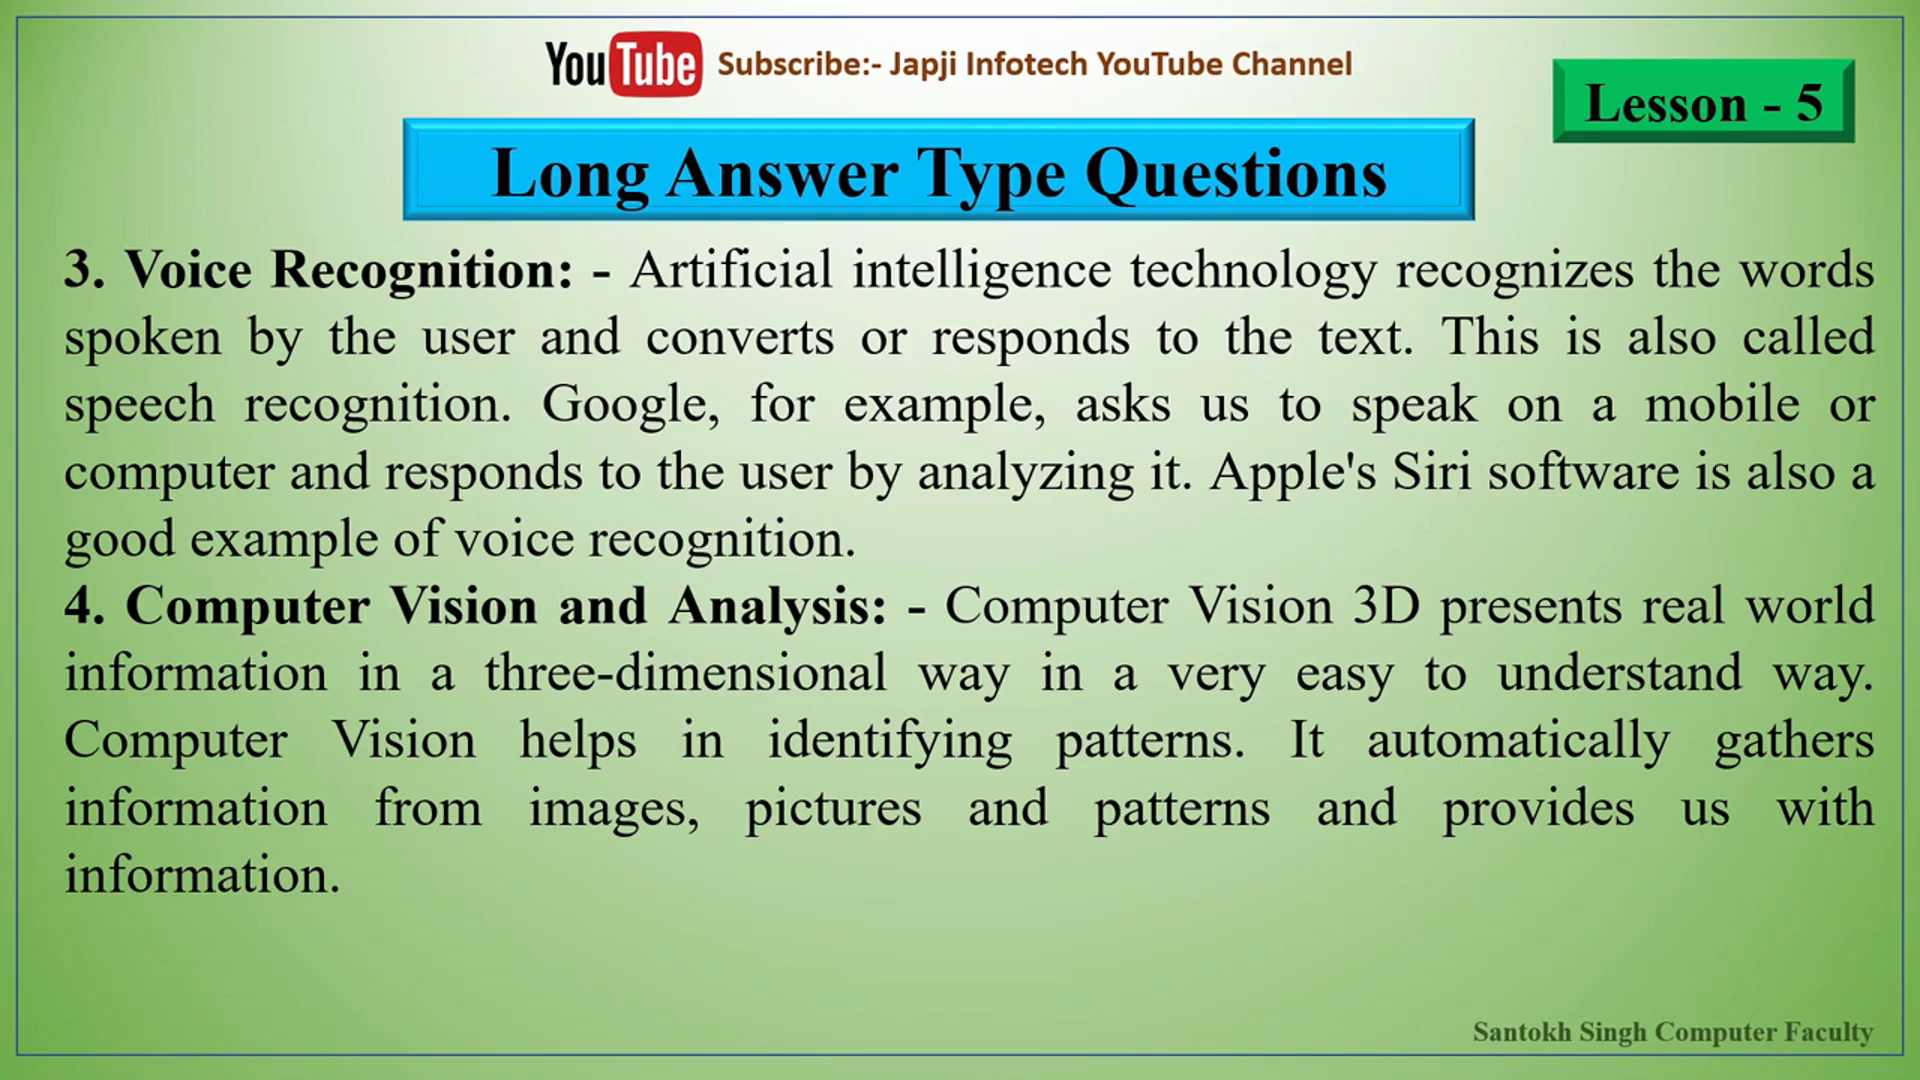 YouTube Subscribe:- Japji Infotech YouTube Channel
Lesson - 5
Long Answer Type Questions
3. Voice Recognition: - Artificial intelligence technology recognizes the words
spoken by the user and converts or responds to the text. This is also called
speech recognition. Google, for example, asks us to speak on a mobile or
computer and responds to the user by analyzing it. Apple's Siri software is also a
good example of voice recognition.
4. Computer Vision and Analysis: - Computer Vision 3D presents real world
information in a three-dimensional way in a very easy to understand way.
Computer Vision helps in identifying patterns. It automatically gathers
information from images, pictures and patterns and provides us with
information.
Santokh Singh Computer Faculty